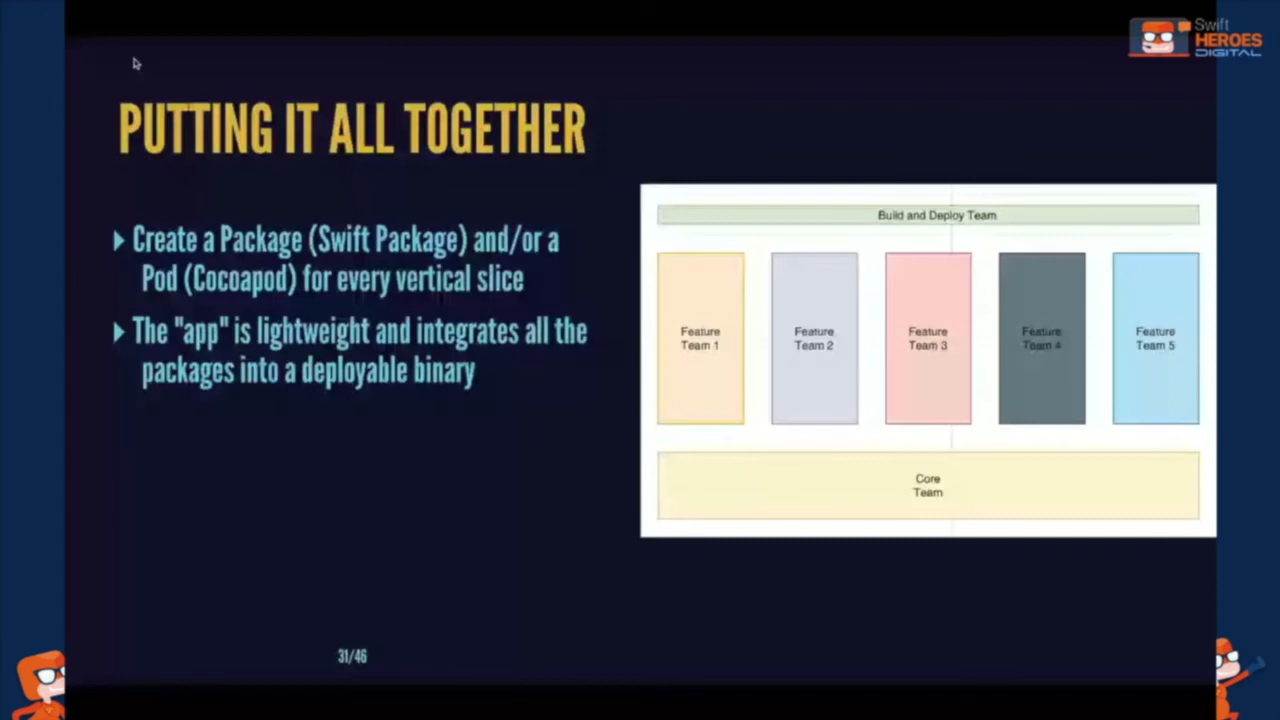 Swift
HEROES
DIGITAL
PUTTING IT ALL TOGETHER
Create a Package (Swift Package) and/or a
Pod (Cocoapod) for every vertical slice
The "app" is lightweight and integrates all the
packages into a deployable binary
Build and Deploy Team
Feature
Team 1
Feature
Team 2
Feature
Team 3
Feature
Team 4
Feature
Team 5
Core
Team
31/46